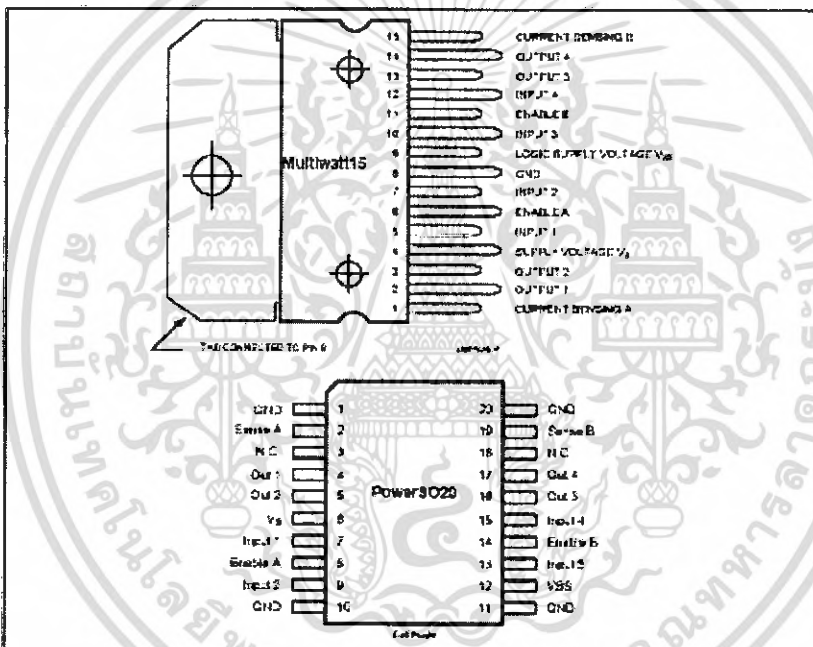 15 CURRENT SENSING B
14 OUTPUT 4
13 OUTPUT 3
12 INPUT 4
11 ENABLE B
10 INPUT 3
9 LOGIC SUPPLY VOLTAGE VSS
8 GND
7 INPUT 2
6 ENABLE A
5 INPUT 1
4 SUPPLY VOLTAGE VS
3 OUTPUT 2
2 OUTPUT 1
1 CURRENT SENSING A
Multiwatt15
TAB CONNECTED TO PIN 8
GND 1 20 GND
Sense A 2 19 Sense B
N.C. 3 18 N.C.
Out 1 4 17 Out 4
Out 2 5 16 Out 3
VS 6 15 Input 4
Input 1 7 14 Enable B
Enable A 8 13 Input 3
Input 2 9 12 VSS
GND 10 11 GND
PowerSO20